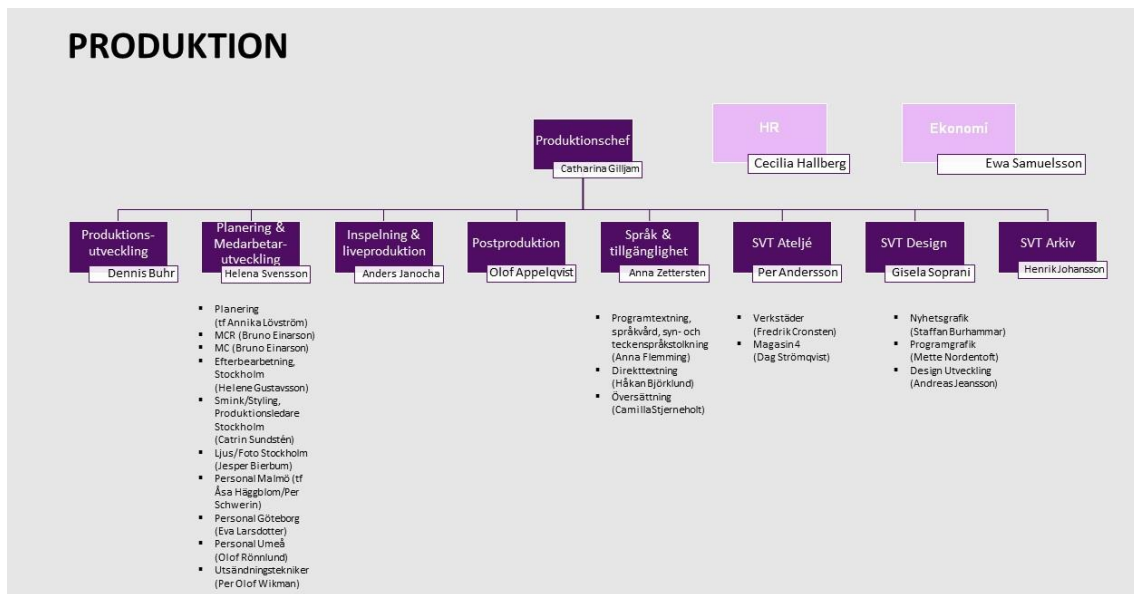 PRODUKTION
Produktionschef
Catharina Gilljam
HR
Cecilia Hallberg
Ekonomi
Ewa Samuelsson
Produktions-
utveckling
Dennis Buhr
Planering &
Medarbetar-
utveckling
Helena Svensson
Inspelning &
liveproduktion
Anders Janocha
Postproduktion
Olof Appelqvist
Språk &
tillgänglighet
Anna Zettersten
SVT Ateljé
Per Andersson
SVT Design
Gisela Soprani
SVT Arkiv
Henrik Johansson
▪ Planering
(tf Annika Lövström)
▪ MCR (Bruno Einarson)
▪ MC (Bruno Einarson)
▪ Efterbearbetning,
Stockholm
(Helene Gustavsson)
▪ Smink/Styling,
Produktionsledare
Stockholm
(Catrin Sundstén)
▪ Ljus/Foto Stockholm
(Jesper Bierbum)
▪ Personal Malmö (tf
Åsa Häggblom/Per
Schwerin)
▪ Personal Göteborg
(Eva Larsdotter)
▪ Personal Umeå
(Olof Rönnlund)
▪ Utsändningstekniker
(Per Olof Wikman)
▪ Programtextning,
språkvård, syn- och
teckenspråkstolkning
(Anna Flemming)
▪ Direkttextning
(Håkan Björklund)
▪ Översättning
(Camilla Stjerneholt)
▪ Verkstäder
(Fredrik Cronsten)
▪ Magasin 4
(Dag Strömqvist)
▪ Nyhetsgrafik
(Staffan Burhammar)
▪ Programgrafik
(Mette Nordentoft)
▪ Design Utveckling
(Andreas Jeansson)